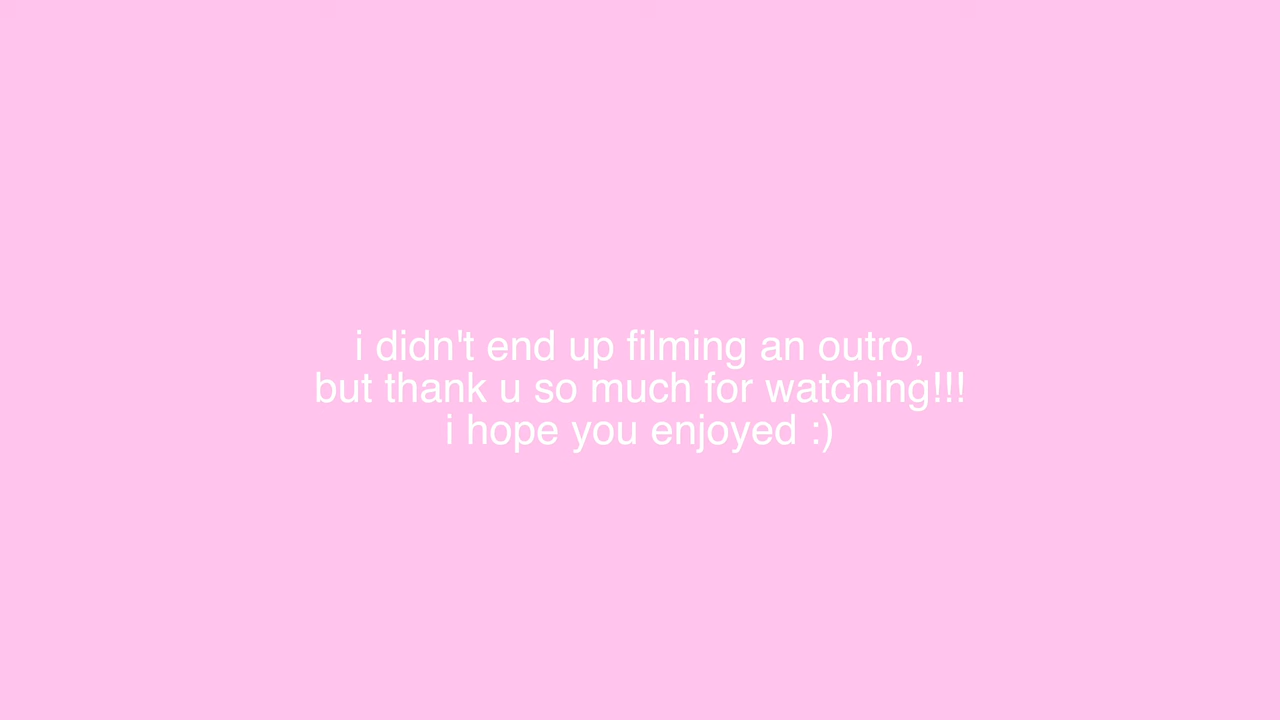 i didn't end up filming an outro,
but thank u so much for watching!!!
i hope you enjoyed :)